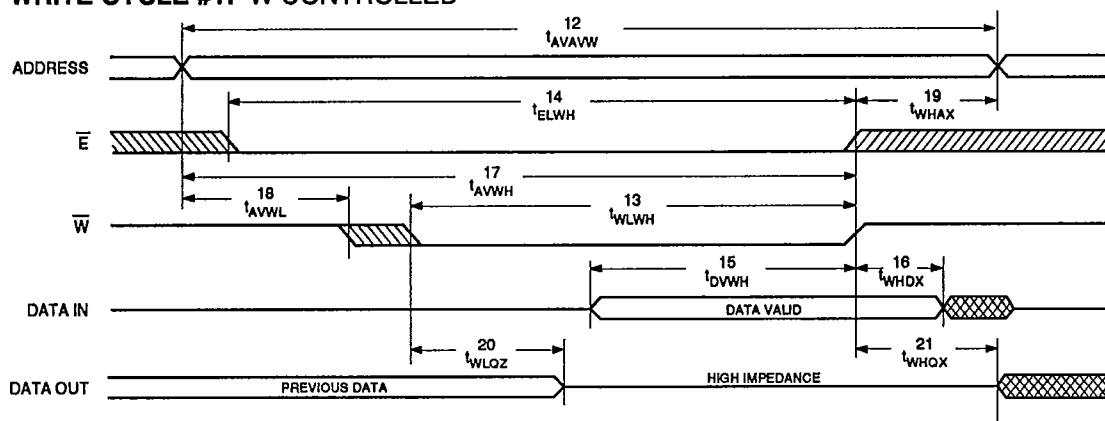 WRITE CYCLE #1: W CONTROLLED
12
tAVAVW
ADDRESS
14
tELWH
19
tWHAX
E
17
tAVWH
18
tAVWL
13
tWLWH
W
15
tDVWH
16
tWHDX
DATA IN
DATA VALID
20
tWLQZ
21
tWHQX
DATA OUT
PREVIOUS DATA
HIGH IMPEDANCE